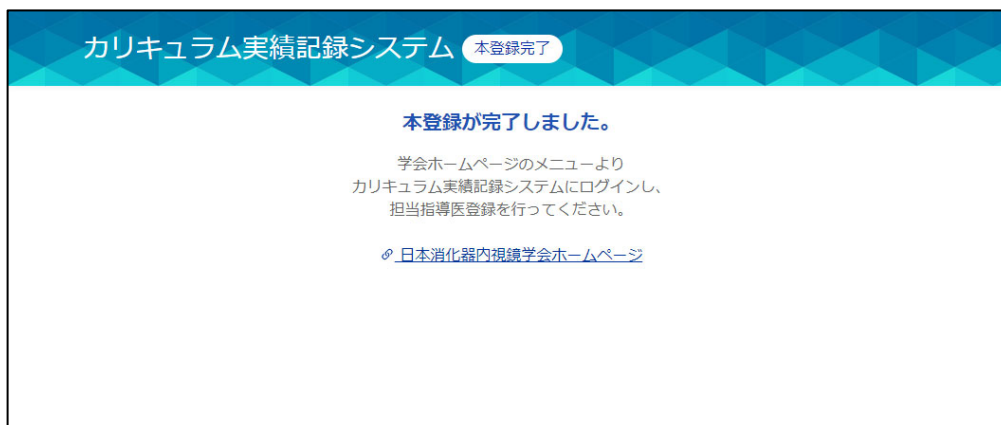 カリキュラム実績記録システム 本登録完了
本登録が完了しました。
学会ホームページのメニューより
カリキュラム実績記録システムにログインし、
担当指導医登録を行ってください。
日本消化器内視鏡学会ホームページ